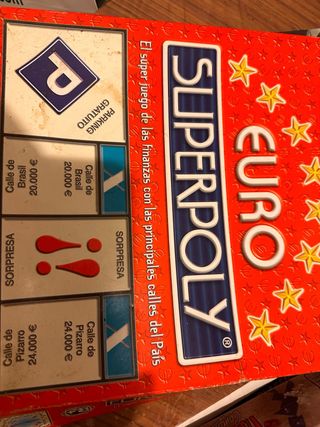 EURO
SUPERPOLY®
El súper juego de las finanzas con las principales calles del País
P
PARKING
GRATUITO
Calle de
Brasil
20.000 €
Calle de
Brasil
20.000 €
SORPRESA
SORPRESA
Calle de
Pizarro
24.000 €
Calle de
Pizarro
24.000 €